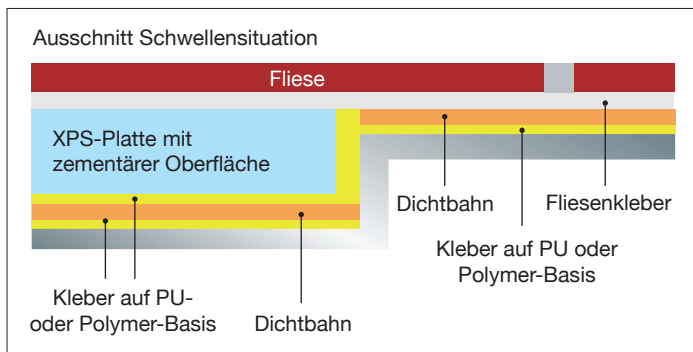 Ausschnitt Schwellensituation
Fliese
XPS-Platte mit
zementärer Oberfläche
Dichtbahn
Fliesenkleber
Kleber auf PU oder
Polymer-Basis
Kleber auf PU-
oder Polymer-Basis
Dichtbahn